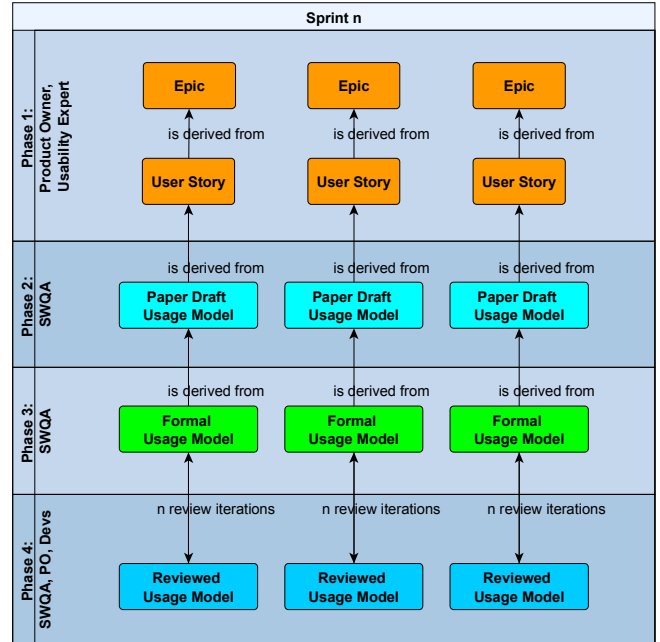 Sprint n
Phase 1:
Product Owner,
Usability Expert
Epic
Epic
Epic
is derived from
is derived from
is derived from
User Story
User Story
User Story
Phase 2:
SWQA
is derived from
is derived from
is derived from
Paper Draft
Usage Model
Paper Draft
Usage Model
Paper Draft
Usage Model
Phase 3:
SWQA
is derived from
is derived from
is derived from
Formal
Usage Model
Formal
Usage Model
Formal
Usage Model
Phase 4:
SWQA, PO, Devs
n review iterations
n review iterations
n review iterations
Reviewed
Usage Model
Reviewed
Usage Model
Reviewed
Usage Model